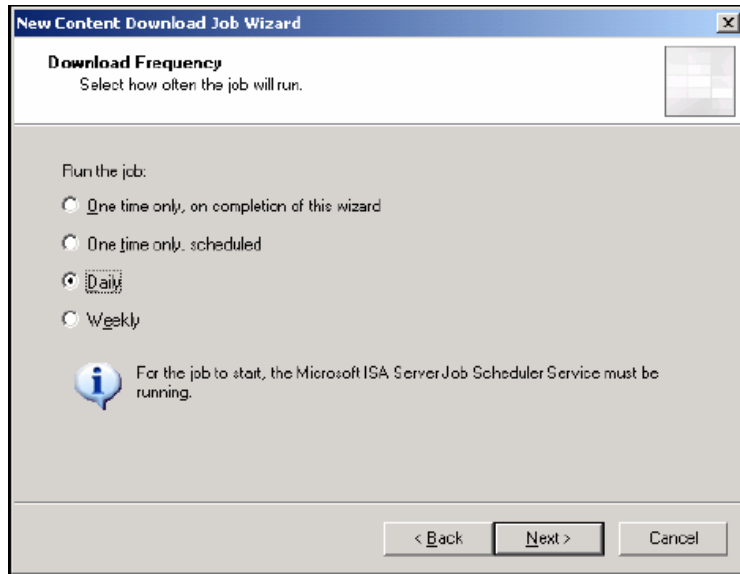 New Content Download Job Wizard
Download Frequency
Select how often the job will run.
Run the job:
One time only, on completion of this wizard
One time only, scheduled
Daily
Weekly
For the job to start, the Microsoft ISA Server Job Scheduler Service must be
running.
< Back
Next >
Cancel